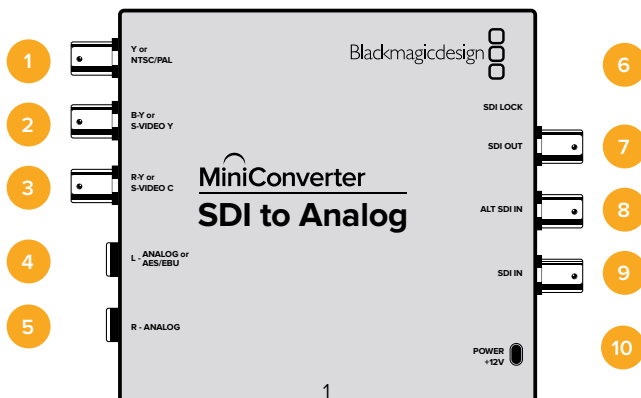 1
Y or
NTSC/PAL
2
B-Y or
S-VIDEO Y
3
R-Y or
S-VIDEO C
4
L - ANALOG or
AES/EBU
5
R - ANALOG
Blackmagicdesign
MiniConverter
SDI to Analog
1
6
SDI LOCK
SDI OUT
7
ALT SDI IN
8
SDI IN
9
POWER
+12V
10